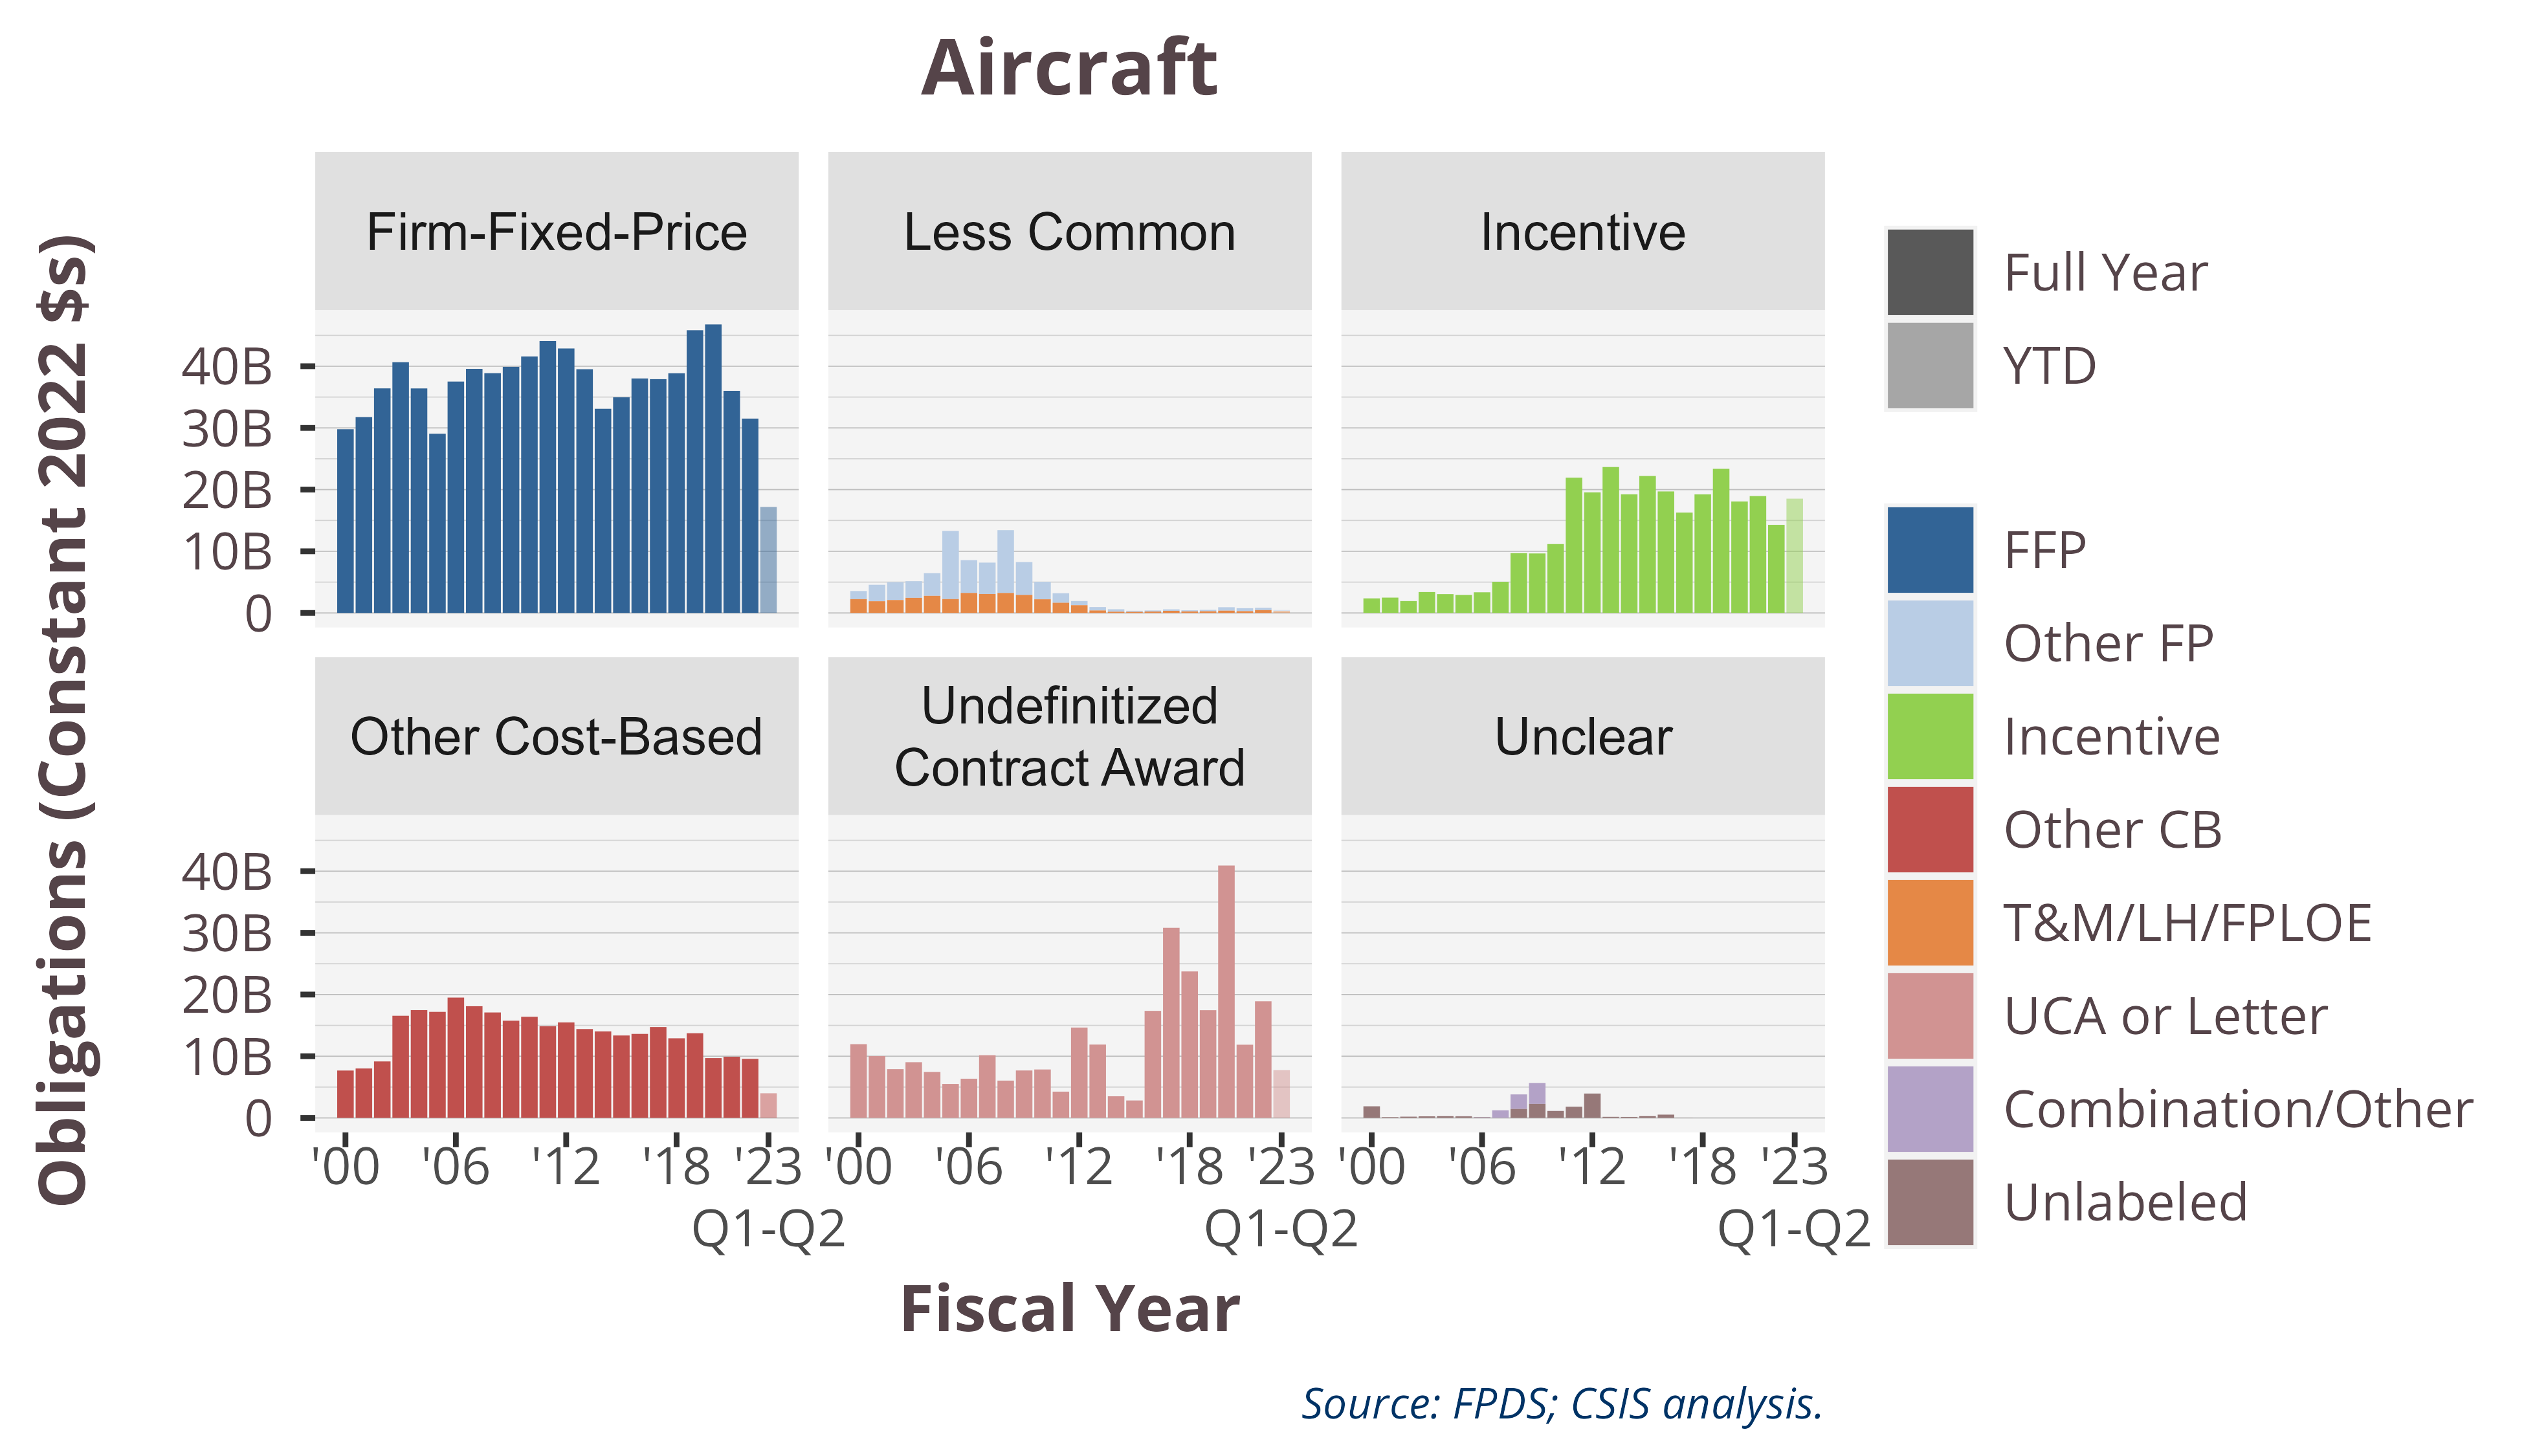 Aircraft
Obligations (Constant 2022 $s)
Firm-Fixed-Price
Less Common
Incentive
40B
30B
20B
10B
0
Other Cost-Based
Undefinitized
Contract Award
Unclear
40B
30B
20B
10B
0
'00 '06 '12 '18 '23
Q1-Q2
'00 '06 '12 '18 '23
Q1-Q2
'00 '06 '12 '18 '23
Q1-Q2
Fiscal Year
Full Year
YTD
FFP
Other FP
Incentive
Other CB
T&M/LH/FPLOE
UCA or Letter
Combination/Other
Unlabeled
Source: FPDS; CSIS analysis.